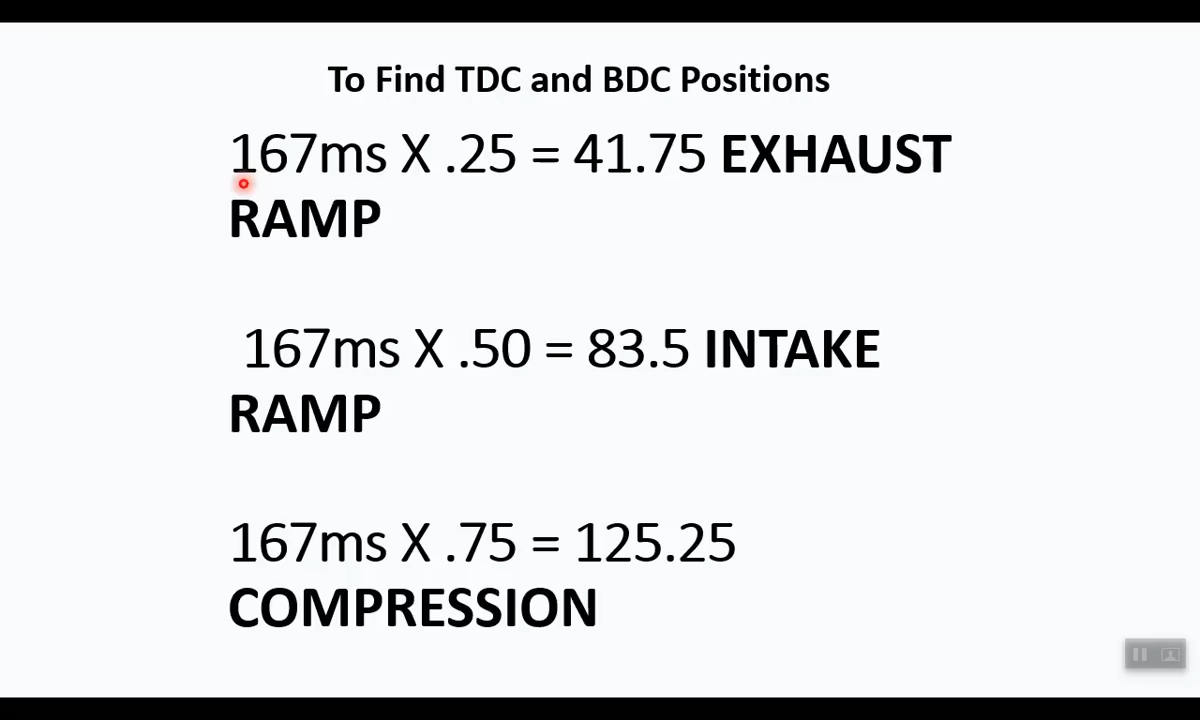 To Find TDC and BDC Positions
167ms X .25 = 41.75 EXHAUST
RAMP
167ms X .50 = 83.5 INTAKE
RAMP
167ms X .75 = 125.25
COMPRESSION